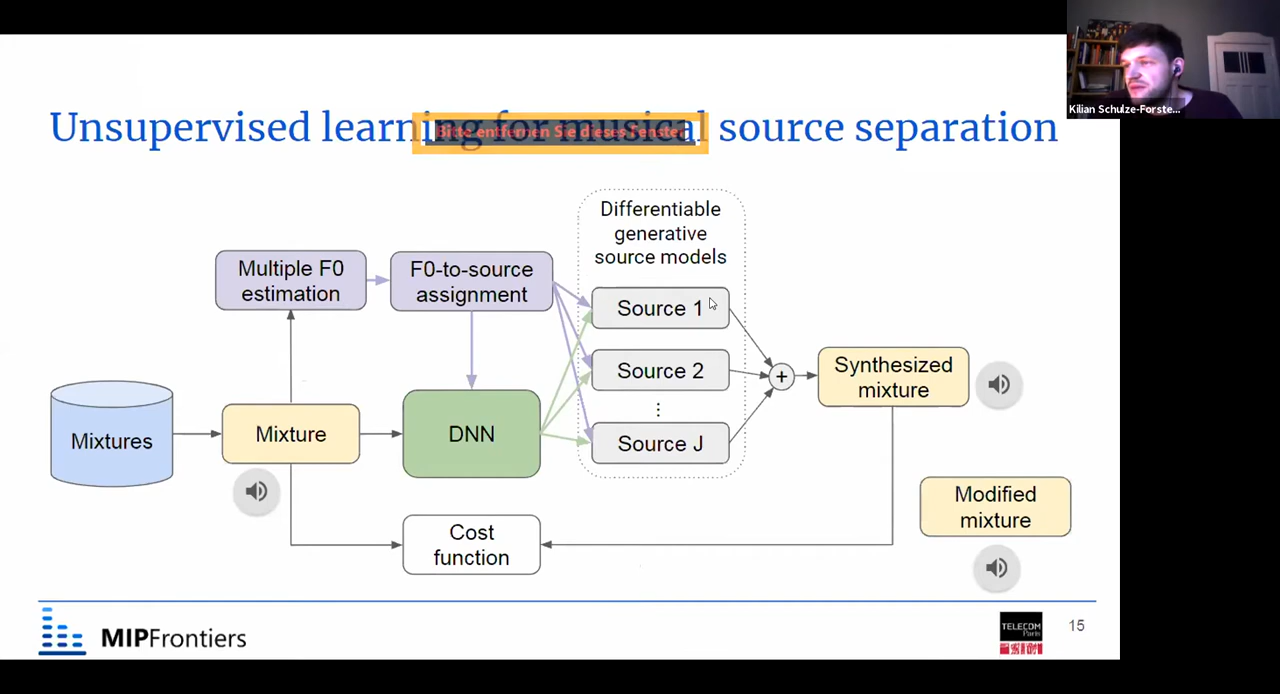 Kilian Schulze-Forste...
Unsupervised learning for musical source separation
Bitte entfernen Sie dieses Fenster
Differentiable
generative
source models
Multiple F0
estimation
F0-to-source
assignment
Source 1
Source 2
Source J
+
Synthesized
mixture
Mixtures
Mixture
DNN
Modified
mixture
Cost
function
MIPFrontiers
TELECOM
Paris
15